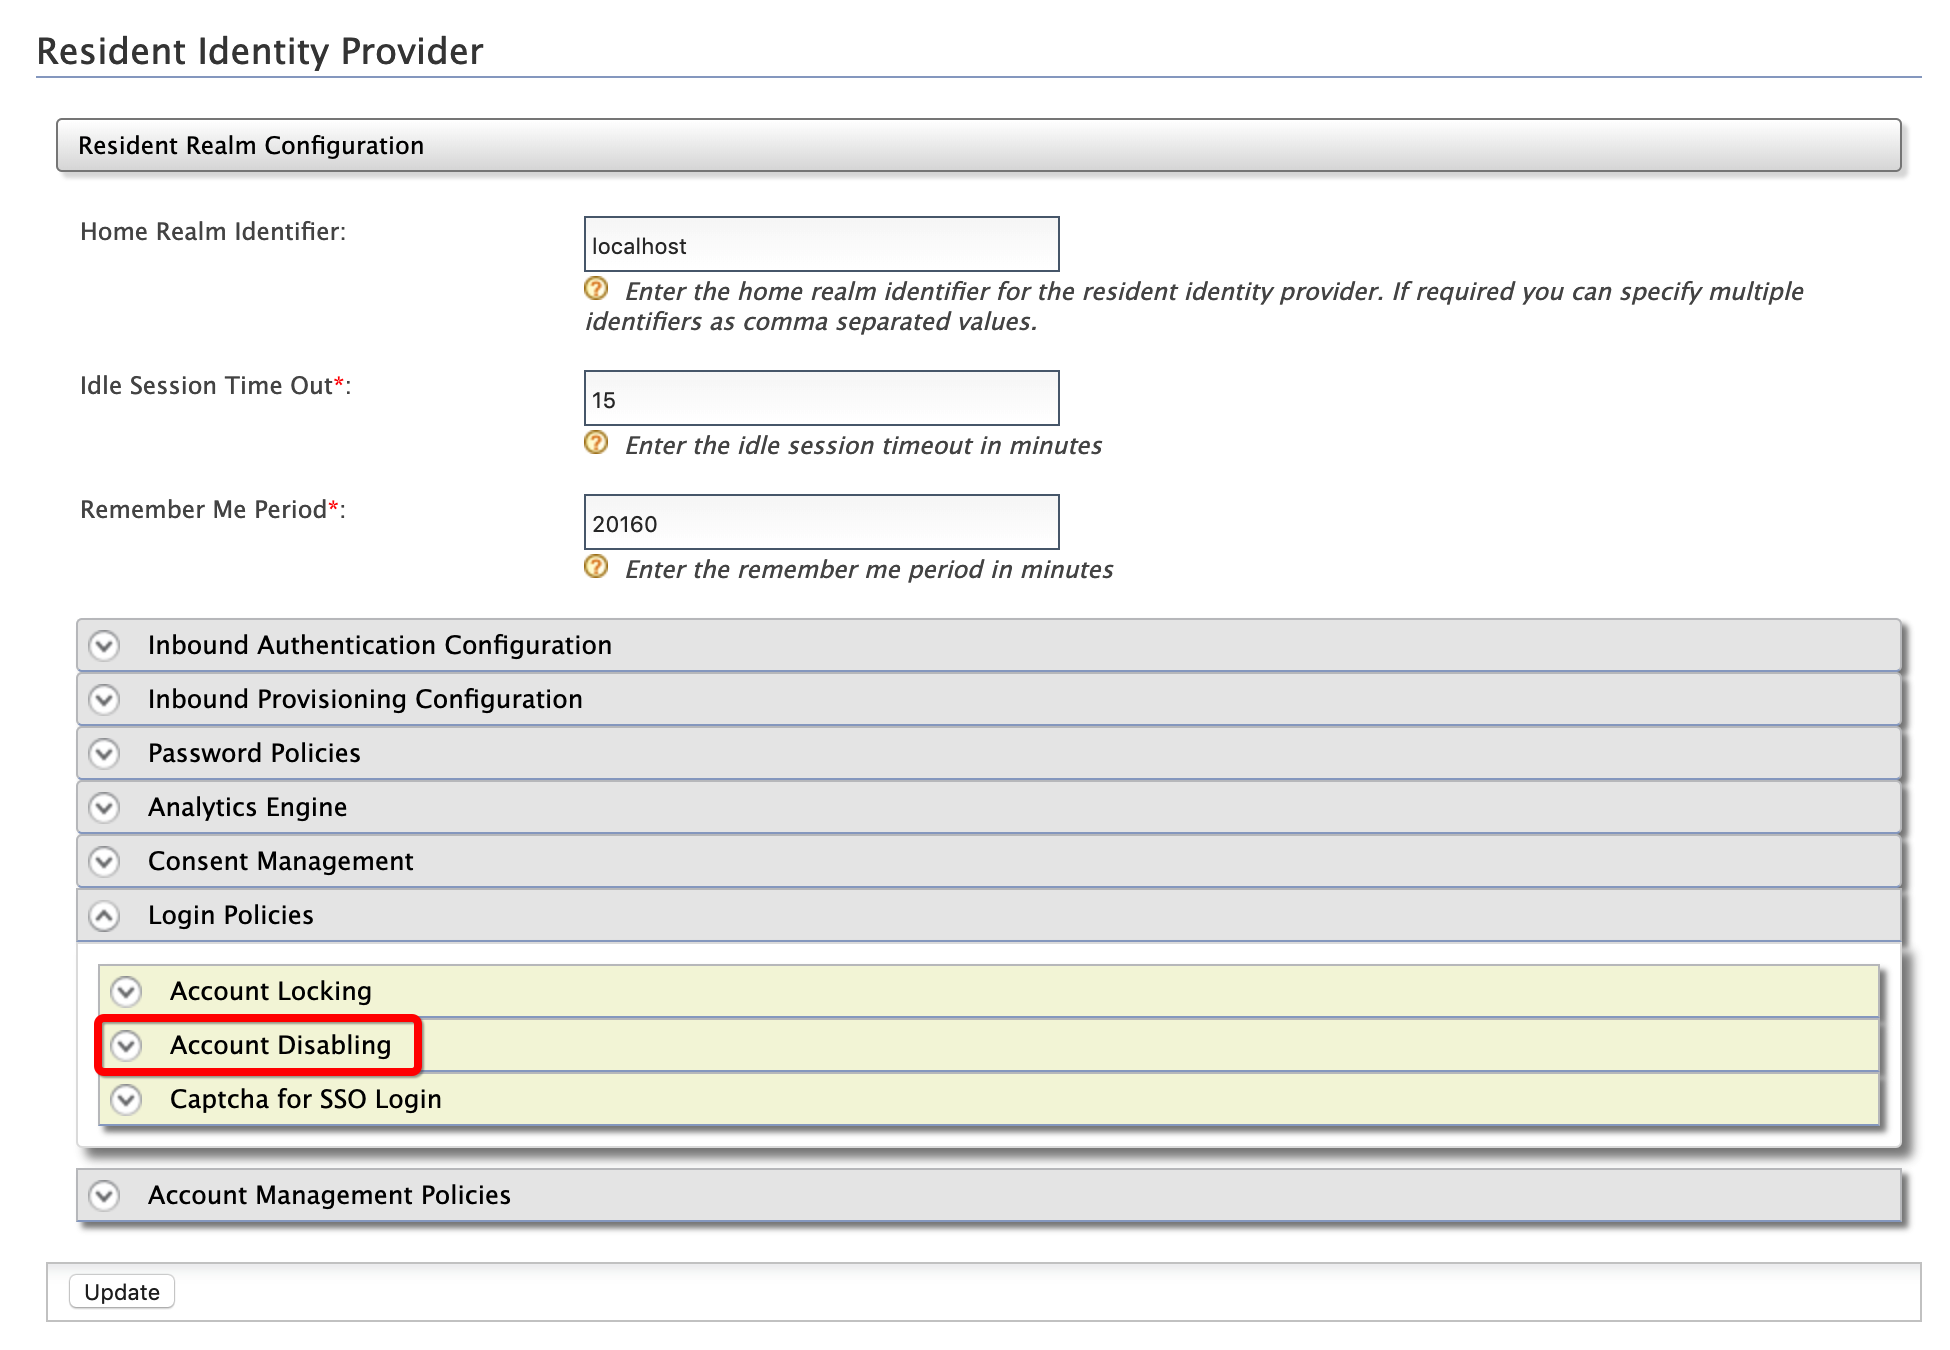 Resident Identity Provider
Resident Realm Configuration
Home Realm Identifier:
localhost
? Enter the home realm identifier for the resident identity provider. If required you can specify multiple
identifiers as comma separated values.
Idle Session Time Out*:
15
? Enter the idle session timeout in minutes
Remember Me Period*:
20160
? Enter the remember me period in minutes
Inbound Authentication Configuration
Inbound Provisioning Configuration
Password Policies
Analytics Engine
Consent Management
Login Policies
Account Locking
Account Disabling
Captcha for SSO Login
Account Management Policies
Update